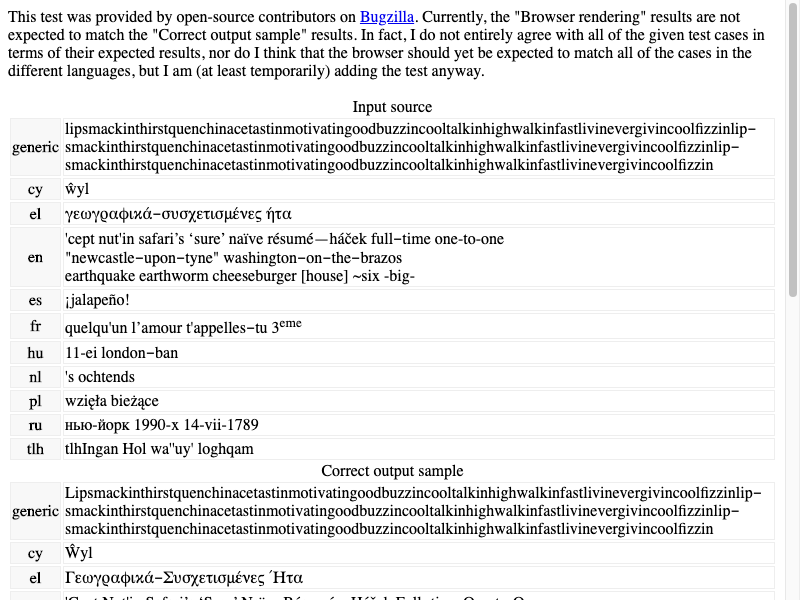 This test was provided by open-source contributors on Bugzilla. Currently, the "Browser rendering" results are not
expected to match the "Correct output sample" results. In fact, I do not entirely agree with all of the given test cases in
terms of their expected results, nor do I think that the browser should yet be expected to match all of the cases in the
different languages, but I am (at least temporarily) adding the test anyway.
Input source
generic lipsmackinthirstquenchinacetastinmotivatingoodbuzzincooltalkinhighwalkinfastlivinevergivincoolfizzinlip‐
smackinthirstquenchinacetastinmotivatingoodbuzzincooltalkinhighwalkinfastlivinevergivincoolfizzinlip‐
smackinthirstquenchinacetastinmotivatingoodbuzzincooltalkinhighwalkinfastlivinevergivincoolfizzin
cy ŵyl
el γεωγραφικά‐συσχετισμένες ήτα
en 'cept nut'in safari’s ‘sure’ naïve résumé—háček full‐time one-to-one
"newcastle‐upon‐tyne" washington‐on‐the‐brazos
earthquake earthworm cheeseburger [house] ~six -big-
es ¡jalapeño!
fr quelqu'un l’amour t'appelles‐tu 3eme
hu 11-ei london‐ban
nl 's ochtends
pl wzięła bieżące
ru нью-йорк 1990-х 14-vii-1789
tlh tlhIngan Hol wa''uy' loghqam
Correct output sample
generic Lipsmackinthirstquenchinacetastinmotivatingoodbuzzincooltalkinhighwalkinfastlivinevergivincoolfizzinlip‐
smackinthirstquenchinacetastinmotivatingoodbuzzincooltalkinhighwalkinfastlivinevergivincoolfizzinlip‐
smackinthirstquenchinacetastinmotivatingoodbuzzincooltalkinhighwalkinfastlivinevergivincoolfizzin
cy Ŵyl
el Γεωγραφικά‐Συσχετισμένες Ήτα